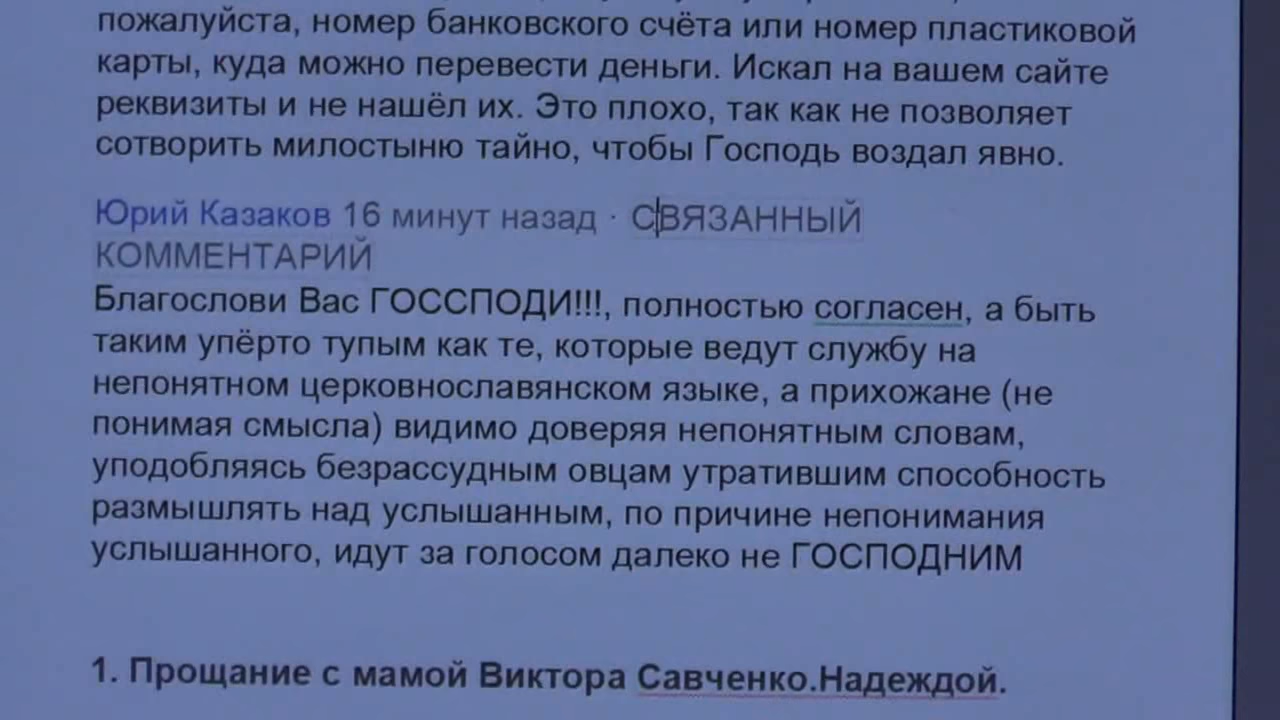 пожалуйста, номер банковского счёта или номер пластиковой
карты, куда можно перевести деньги. Искал на вашем сайте
реквизиты и не нашёл их. Это плохо, так как не позволяет
сотворить милостыню тайно, чтобы Господь воздал явно.
Юрий Казаков 16 минут назад · СВЯЗАННЫЙ
КОММЕНТАРИЙ
Благослови Вас ГОССПОДИ!!!, полностью согласен, а быть
таким упёрто тупым как те, которые ведут службу на
непонятном церковнославянском языке, а прихожане (не
понимая смысла) видимо доверяя непонятным словам,
уподобляясь безрассудным овцам утратившим способность
размышлять над услышанным, по причине непонимания
услышанного, идут за голосом далеко не ГОСПОДНИМ
1. Прощание с мамой Виктора Савченко.Надеждой.